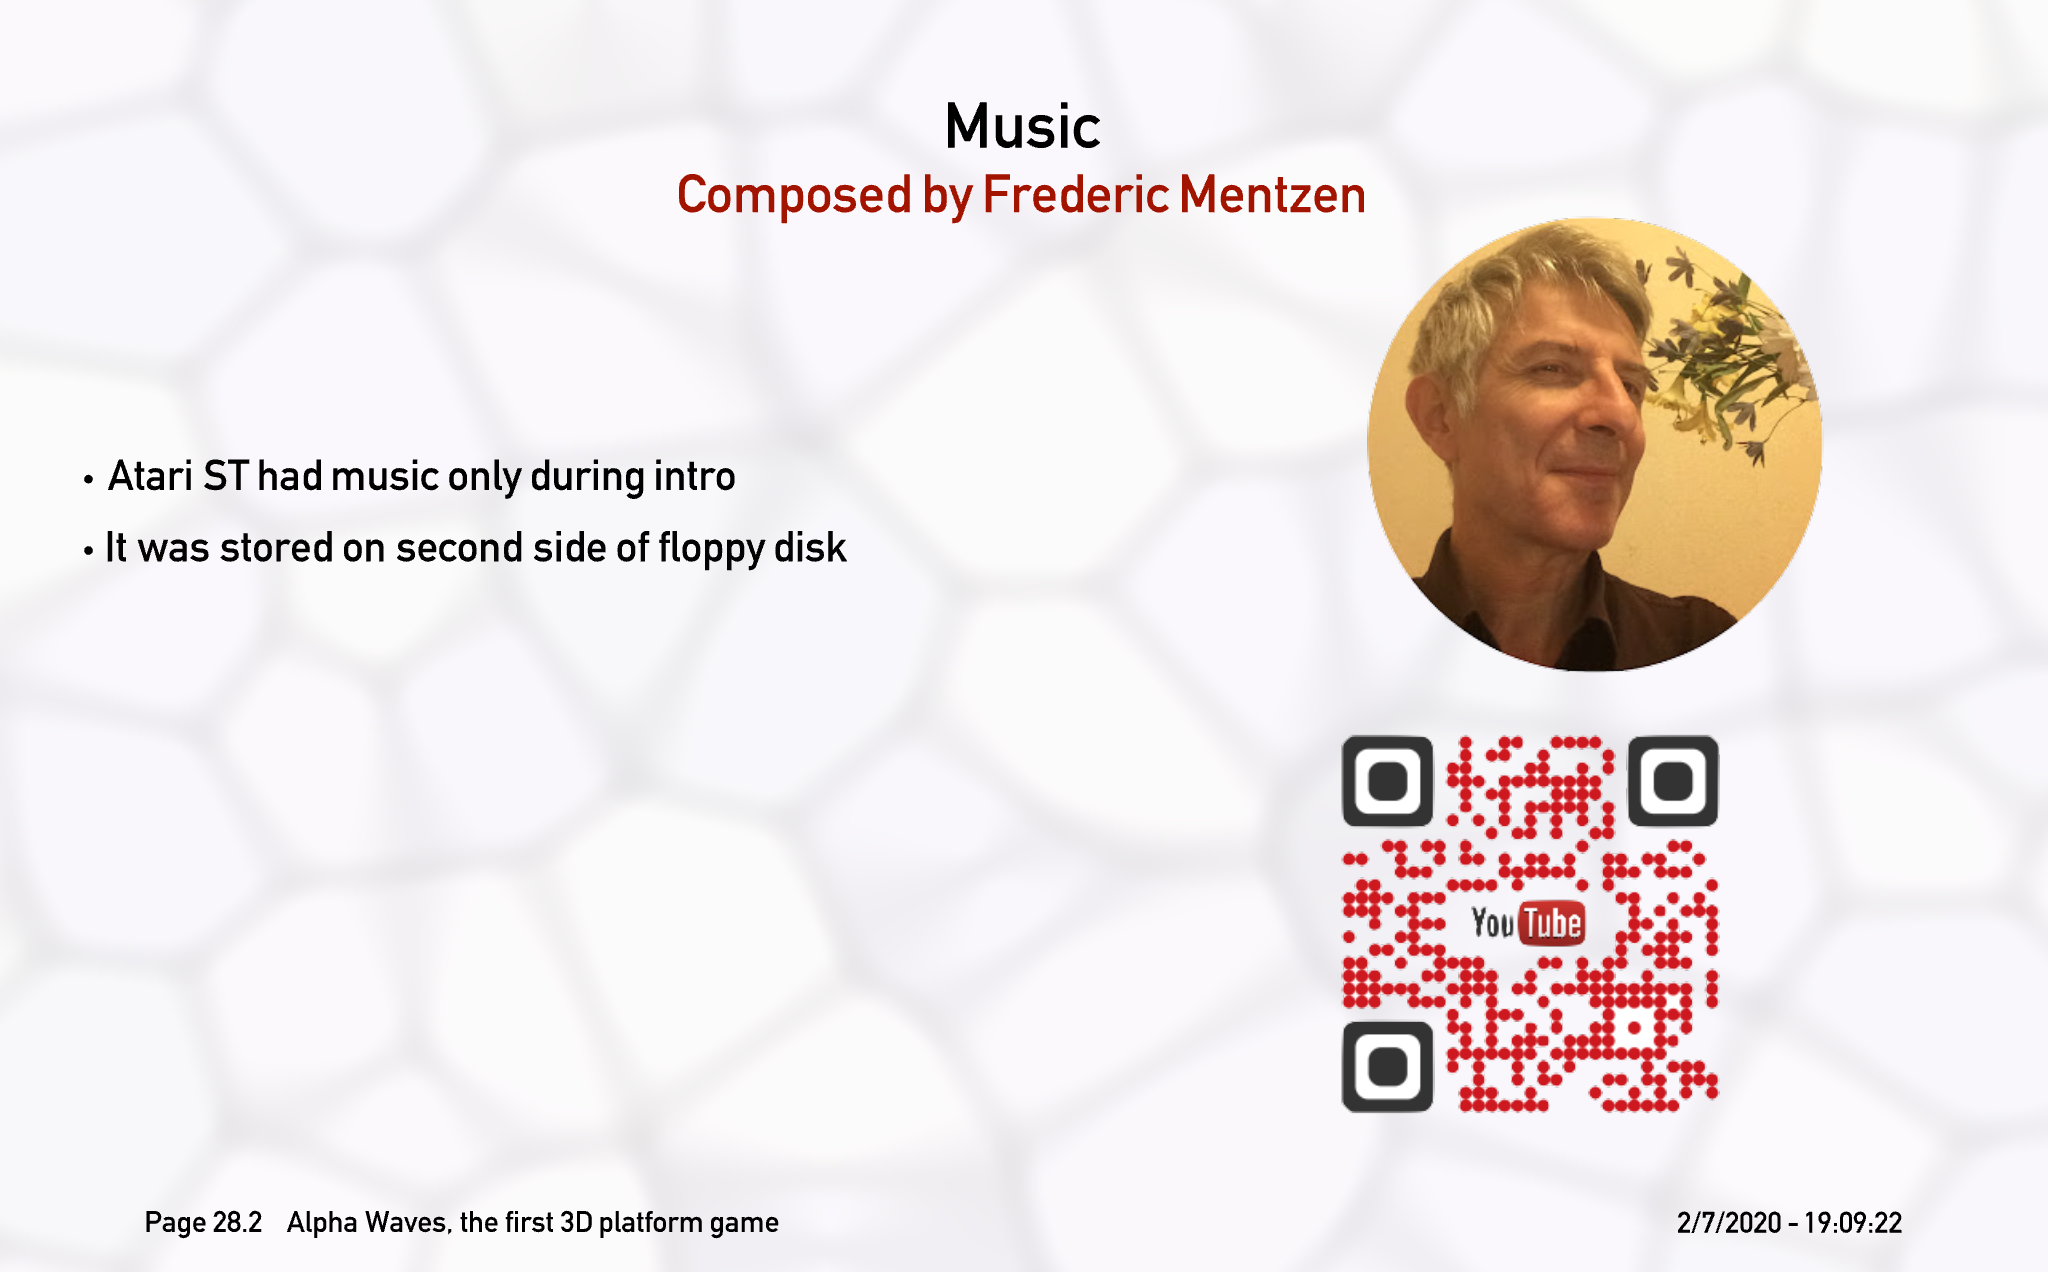 Music
Composed by Frederic Mentzen
• Atari ST had music only during intro
• It was stored on second side of floppy disk
YouTube
Page 28.2 Alpha Waves, the first 3D platform game
2/7/2020 - 19:09:22